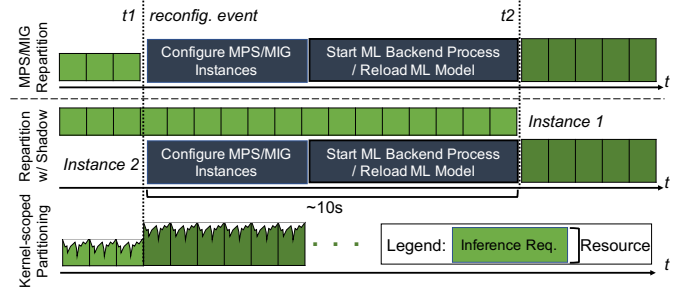 t1 reconfig. event t2
MPS/MIG
Repartition
Configure MPS/MIG
Instances
Start ML Backend Process
/ Reload ML Model
t
Repartition
w/ Shadow
Instance 1
Instance 2
Configure MPS/MIG
Instances
Start ML Backend Process
/ Reload ML Model
t
~10s
Kernel-scoped
Partitioning
. . .
Legend: Inference Req. Resource
t